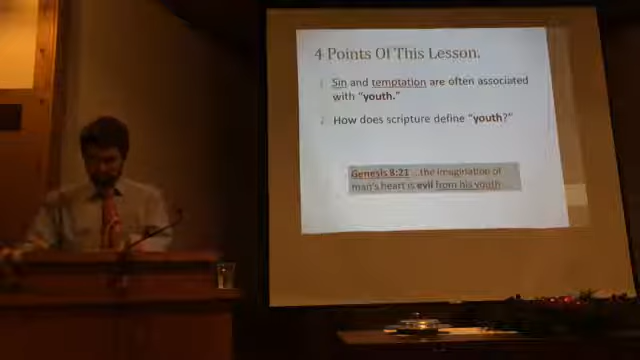 4 Points Of This Lesson.
1 Sin and temptation are often associated
with "youth."
2 How does scripture define "youth?"
Genesis 8:21 ...the imagination of
man's heart is evil from his youth